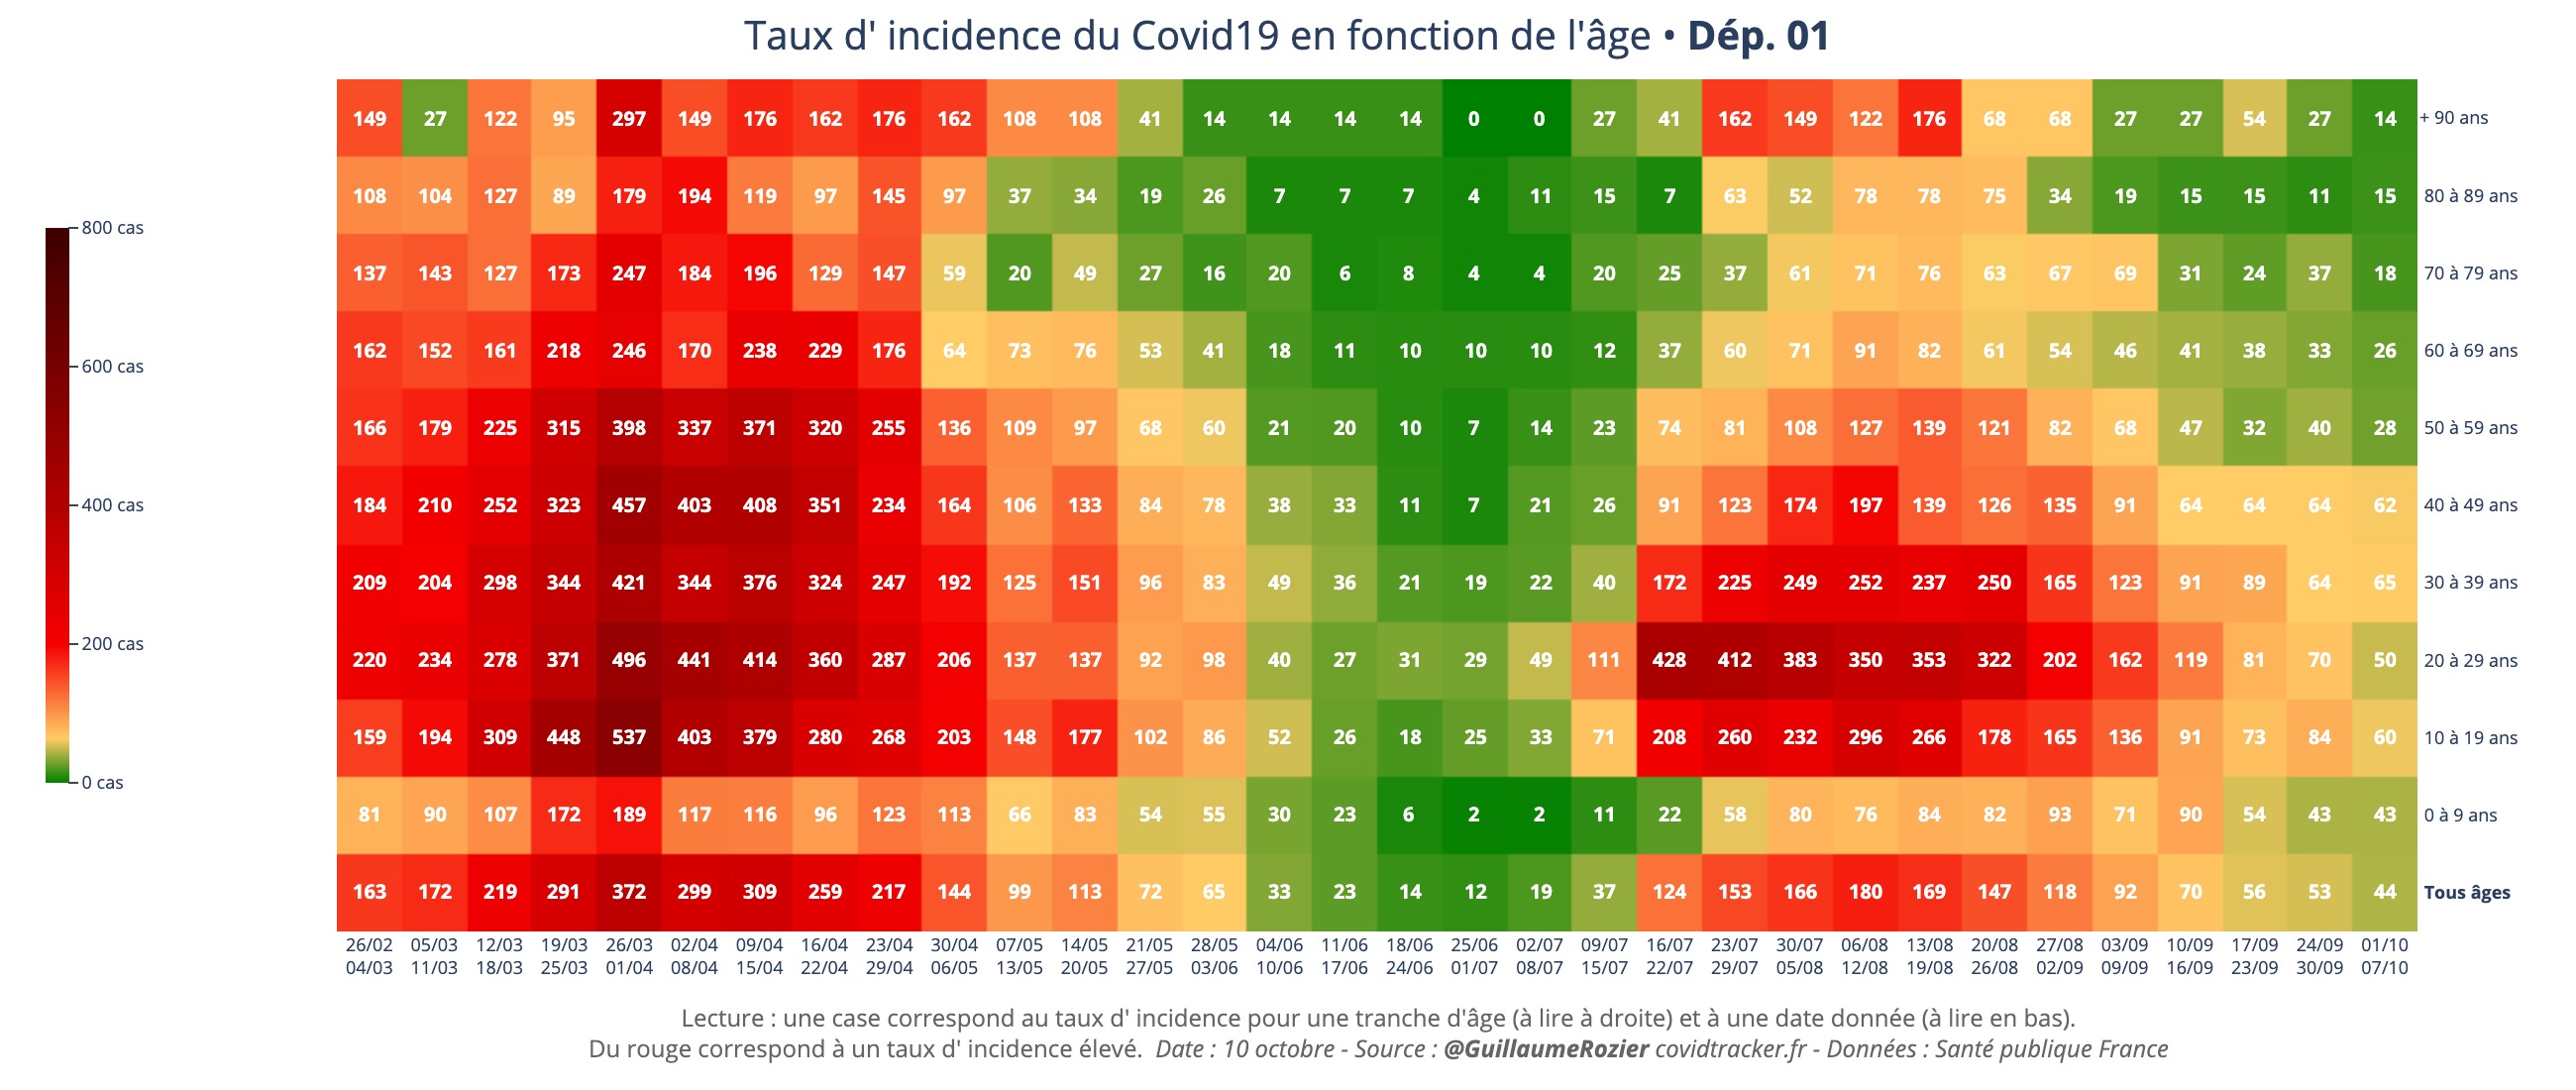 Taux d' incidence du Covid19 en fonction de l'âge • Dép. 01
800 cas
600 cas
400 cas
200 cas
0 cas
149 27 122 95 297 149 176 162 176 162 108 108 41 14 14 14 14 0 0 27 41 162 149 122 176 68 68 27 27 54 27 14 + 90 ans
108 104 127 89 179 194 119 97 145 97 37 34 19 26 7 7 7 4 11 15 7 63 52 78 78 75 34 19 15 15 11 15 80 à 89 ans
137 143 127 173 247 184 196 129 147 59 20 49 27 16 20 6 8 4 4 20 25 37 61 71 76 63 67 69 31 24 37 18 70 à 79 ans
162 152 161 218 246 170 238 229 176 64 73 76 53 41 18 11 10 10 10 12 37 60 71 91 82 61 54 46 41 38 33 26 60 à 69 ans
166 179 225 315 398 337 371 320 255 136 109 97 68 60 21 20 10 7 14 23 74 81 108 127 139 121 82 68 47 32 40 28 50 à 59 ans
184 210 252 323 457 403 408 351 234 164 106 133 84 78 38 33 11 7 21 26 91 123 174 197 139 126 135 91 64 64 64 62 40 à 49 ans
209 204 298 344 421 344 376 324 247 192 125 151 96 83 49 36 21 19 22 40 172 225 249 252 237 250 165 123 91 89 64 65 30 à 39 ans
220 234 278 371 496 441 414 360 287 206 137 137 92 98 40 27 31 29 49 111 428 412 383 350 353 322 202 162 119 81 70 50 20 à 29 ans
159 194 309 448 537 403 379 280 268 203 148 177 102 86 52 26 18 25 33 71 208 260 232 296 266 178 165 136 91 73 84 60 10 à 19 ans
81 90 107 172 189 117 116 96 123 113 66 83 54 55 30 23 6 2 2 11 22 58 80 76 84 82 93 71 90 54 43 43 0 à 9 ans
163 172 219 291 372 299 309 259 217 144 99 113 72 65 33 23 14 12 19 37 124 153 166 180 169 147 118 92 70 56 53 44 Tous âges
26/02 05/03 12/03 19/03 26/03 02/04 09/04 16/04 23/04 30/04 07/05 14/05 21/05 28/05 04/06 11/06 18/06 25/06 02/07 09/07 16/07 23/07 30/07 06/08 13/08 20/08 27/08 03/09 10/09 17/09 24/09 01/10
04/03 11/03 18/03 25/03 01/04 08/04 15/04 22/04 29/04 06/05 13/05 20/05 27/05 03/06 10/06 17/06 24/06 01/07 08/07 15/07 22/07 29/07 05/08 12/08 19/08 26/08 02/09 09/09 16/09 23/09 30/09 07/10
Lecture : une case correspond au taux d' incidence pour une tranche d'âge (à lire à droite) et à une date donnée (à lire en bas).
Du rouge correspond à un taux d' incidence élevé. Date : 10 octobre - Source : @GuillaumeRozier covidtracker.fr - Données : Santé publique France